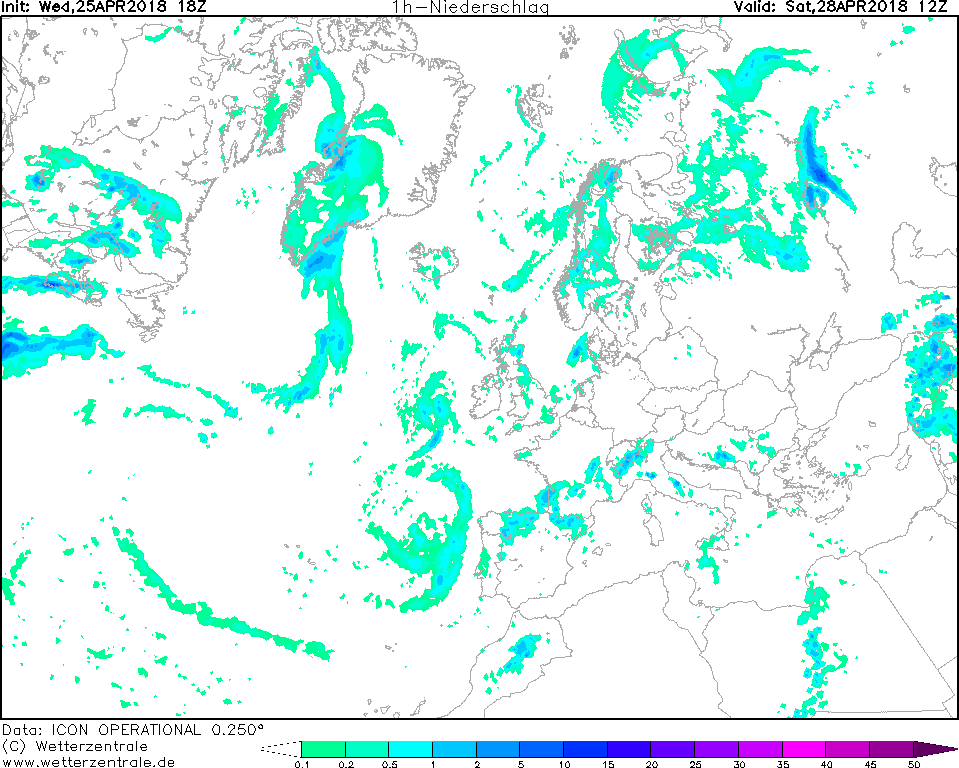 Init: Wed,25APR2018 18Z 1h-Niederschlag Valid: Sat,28APR2018 12Z
Data: ICON OPERATIONAL 0.250°
(C) Wetterzentrale
www.wetterzentrale.de
0.1 0.2 0.5 1 2 5 10 15 20 25 30 35 40 45 50